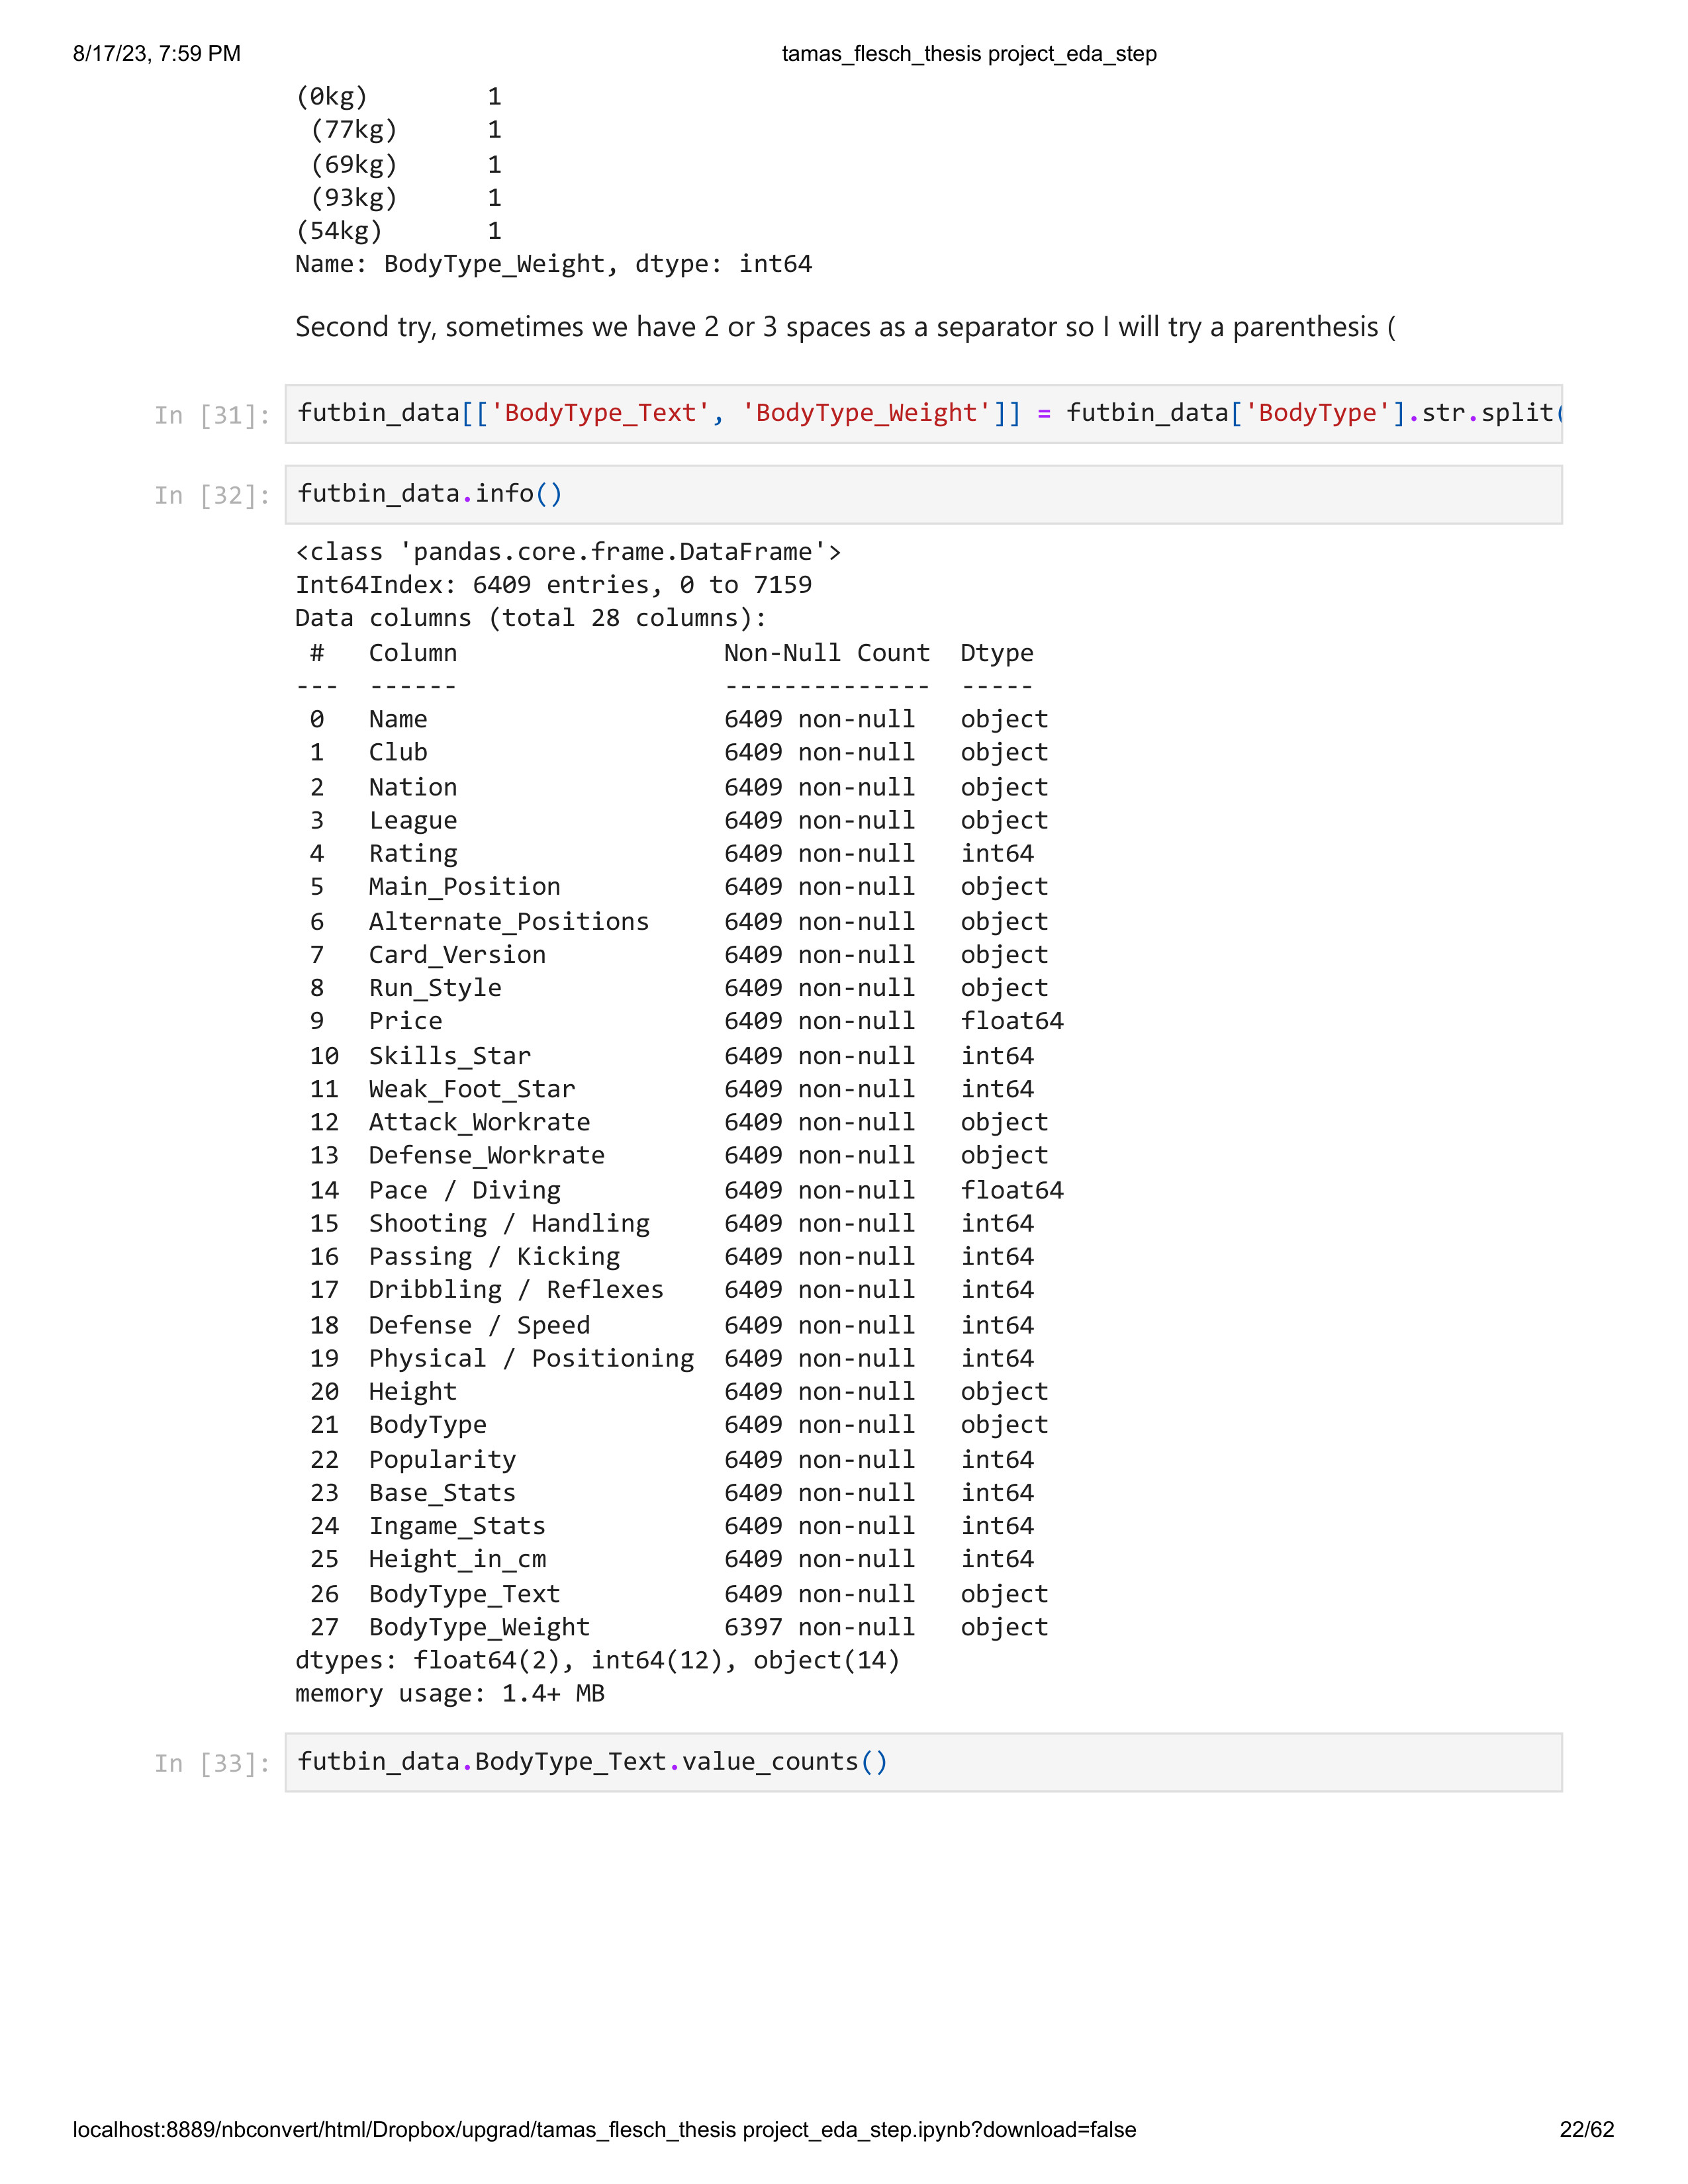 8/17/23, 7:59 PM tamas_flesch_thesis project_eda_step
(0kg) 1
(77kg) 1
(69kg) 1
(93kg) 1
(54kg) 1
Name: BodyType_Weight, dtype: int64
Second try, sometimes we have 2 or 3 spaces as a separator so I will try a parenthesis (
In [31]: futbin_data[['BodyType_Text', 'BodyType_Weight']] = futbin_data['BodyType'].str.split(
In [32]: futbin_data.info()
<class 'pandas.core.frame.DataFrame'>
Int64Index: 6409 entries, 0 to 7159
Data columns (total 28 columns):
# Column Non-Null Count Dtype
--- ------ -------------- -----
0 Name 6409 non-null object
1 Club 6409 non-null object
2 Nation 6409 non-null object
3 League 6409 non-null object
4 Rating 6409 non-null int64
5 Main_Position 6409 non-null object
6 Alternate_Positions 6409 non-null object
7 Card_Version 6409 non-null object
8 Run_Style 6409 non-null object
9 Price 6409 non-null float64
10 Skills_Star 6409 non-null int64
11 Weak_Foot_Star 6409 non-null int64
12 Attack_Workrate 6409 non-null object
13 Defense_Workrate 6409 non-null object
14 Pace / Diving 6409 non-null float64
15 Shooting / Handling 6409 non-null int64
16 Passing / Kicking 6409 non-null int64
17 Dribbling / Reflexes 6409 non-null int64
18 Defense / Speed 6409 non-null int64
19 Physical / Positioning 6409 non-null int64
20 Height 6409 non-null object
21 BodyType 6409 non-null object
22 Popularity 6409 non-null int64
23 Base_Stats 6409 non-null int64
24 Ingame_Stats 6409 non-null int64
25 Height_in_cm 6409 non-null int64
26 BodyType_Text 6409 non-null object
27 BodyType_Weight 6397 non-null object
dtypes: float64(2), int64(12), object(14)
memory usage: 1.4+ MB
In [33]: futbin_data.BodyType_Text.value_counts()
localhost:8889/nbconvert/html/Dropbox/upgrad/tamas_flesch_thesis project_eda_step.ipynb?download=false 22/62